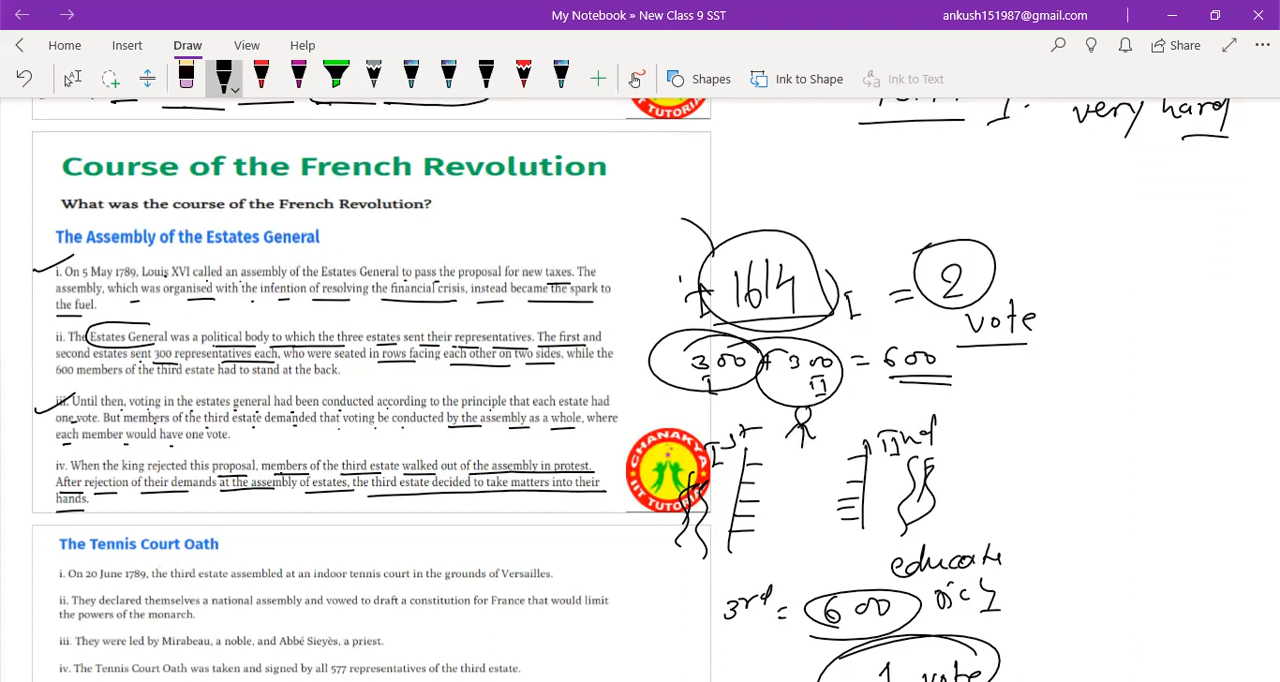 My Notebook » New Class 9 SST
ankush151987@gmail.com
Home Insert Draw View Help
Share
Shapes
Ink to Shape
Ink to Text
very hard
Course of the French Revolution
What was the course of the French Revolution?
The Assembly of the Estates General
i. On 5 May 1789, Louis XVI called an assembly of the Estates General to pass the proposal for new taxes. The
assembly, which was organised with the infention of resolving the financial crisis, instead became the spark to
the fuel.
ii. The Estates General was a political body to which the three estates sent their representatives. The first and
second estates sent 300 representatives each, who were seated in rows facing each other on two sides, while the
600 members of the third estate had to stand at the back.
iii. Until then, voting in the estates general had been conducted according to the principle that each estate had
one vote. But members of the third estate demanded that voting be conducted by the assembly as a whole, where
each member would have one vote.
iv. When the king rejected this proposal, members of the third estate walked out of the assembly in protest.
After rejection of their demands at the assembly of estates, the third estate decided to take matters into their
hands.
CHANAKYA
IIT TUTORIA
1614 I = 2
vote
300 + 300 = 600
I II
Ist IInd
educate
rich
3rd = 600
1 vote
The Tennis Court Oath
i. On 20 June 1789, the third estate assembled at an indoor tennis court in the grounds of Versailles.
ii. They declared themselves a national assembly and vowed to draft a constitution for France that would limit
the powers of the monarch.
iii. They were led by Mirabeau, a noble, and Abbé Sieyès, a priest.
iv. The Tennis Court Oath was taken and signed by all 577 representatives of the third estate.